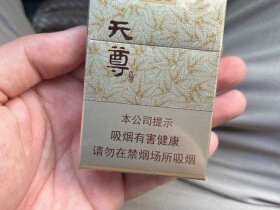 天尊
本公司提示
吸烟有害健康
请勿在禁烟场所吸烟